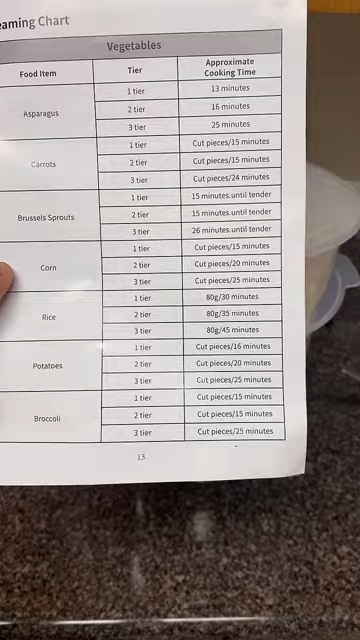 eaming Chart
Vegetables
Food Item Tier Approximate Cooking Time
Asparagus
1 tier 13 minutes
2 tier 16 minutes
3 tier 25 minutes
Carrots
1 tier Cut pieces/15 minutes
2 tier Cut pieces/15 minutes
3 tier Cut pieces/24 minutes
Brussels Sprouts
1 tier 15 minutes.until tender
2 tier 15 minutes.until tender
3 tier 26 minutes.until tender
Corn
1 tier Cut pieces/15 minutes
2 tier Cut pieces/20 minutes
3 tier Cut pieces/25 minutes
Rice
1 tier 80g/30 minutes
2 tier 80g/35 minutes
3 tier 80g/45 minutes
Potatoes
1 tier Cut pieces/16 minutes
2 tier Cut pieces/20 minutes
3 tier Cut pieces/25 minutes
Broccoli
1 tier Cut pieces/15 minutes
2 tier Cut pieces/15 minutes
3 tier Cut pieces/25 minutes
13